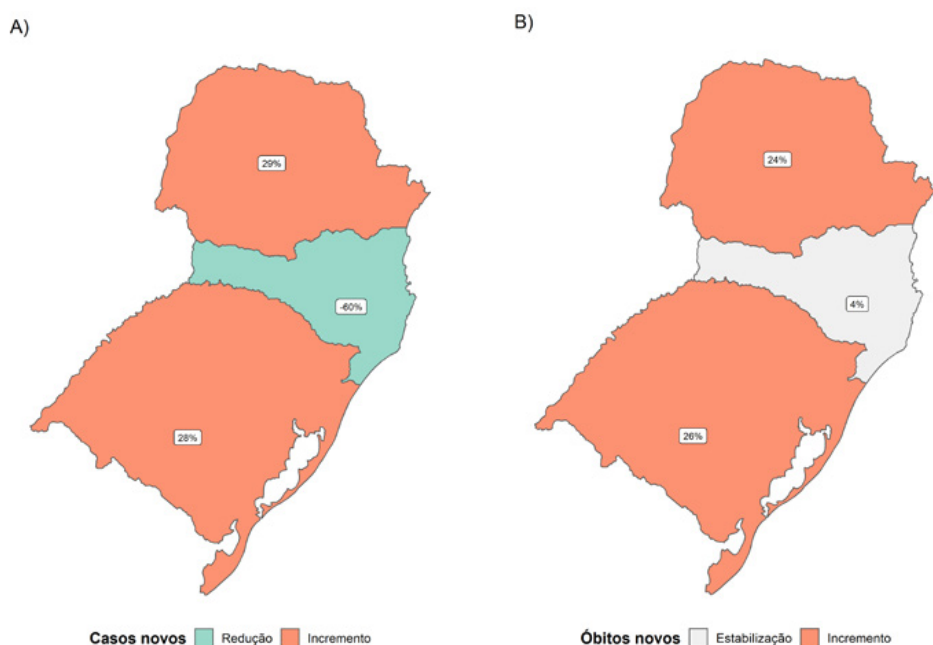 A)
29%
-60%
28%
Casos novos Redução Incremento
B)
24%
4%
26%
Óbitos novos Estabilização Incremento